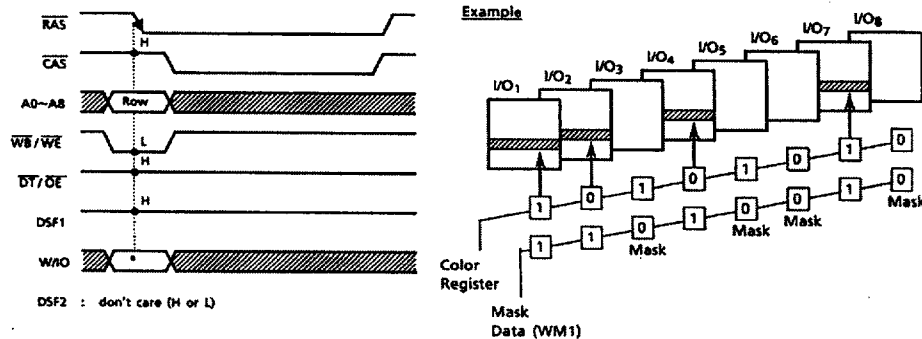 RAS
H
CAS
A0~A8
Row
WB / WE
L
H
DT / OE
H
DSF1
W/IO
*
DSF2 : don't care (H or L)
Example
I/O1 I/O2 I/O3 I/O4 I/O5 I/O6 I/O7 I/O8
1 0 1 0 1 0 1 0
Color
Register
1 1 0 1 0 0 1 0
Mask Mask Mask Mask
Mask
Data (WM1)